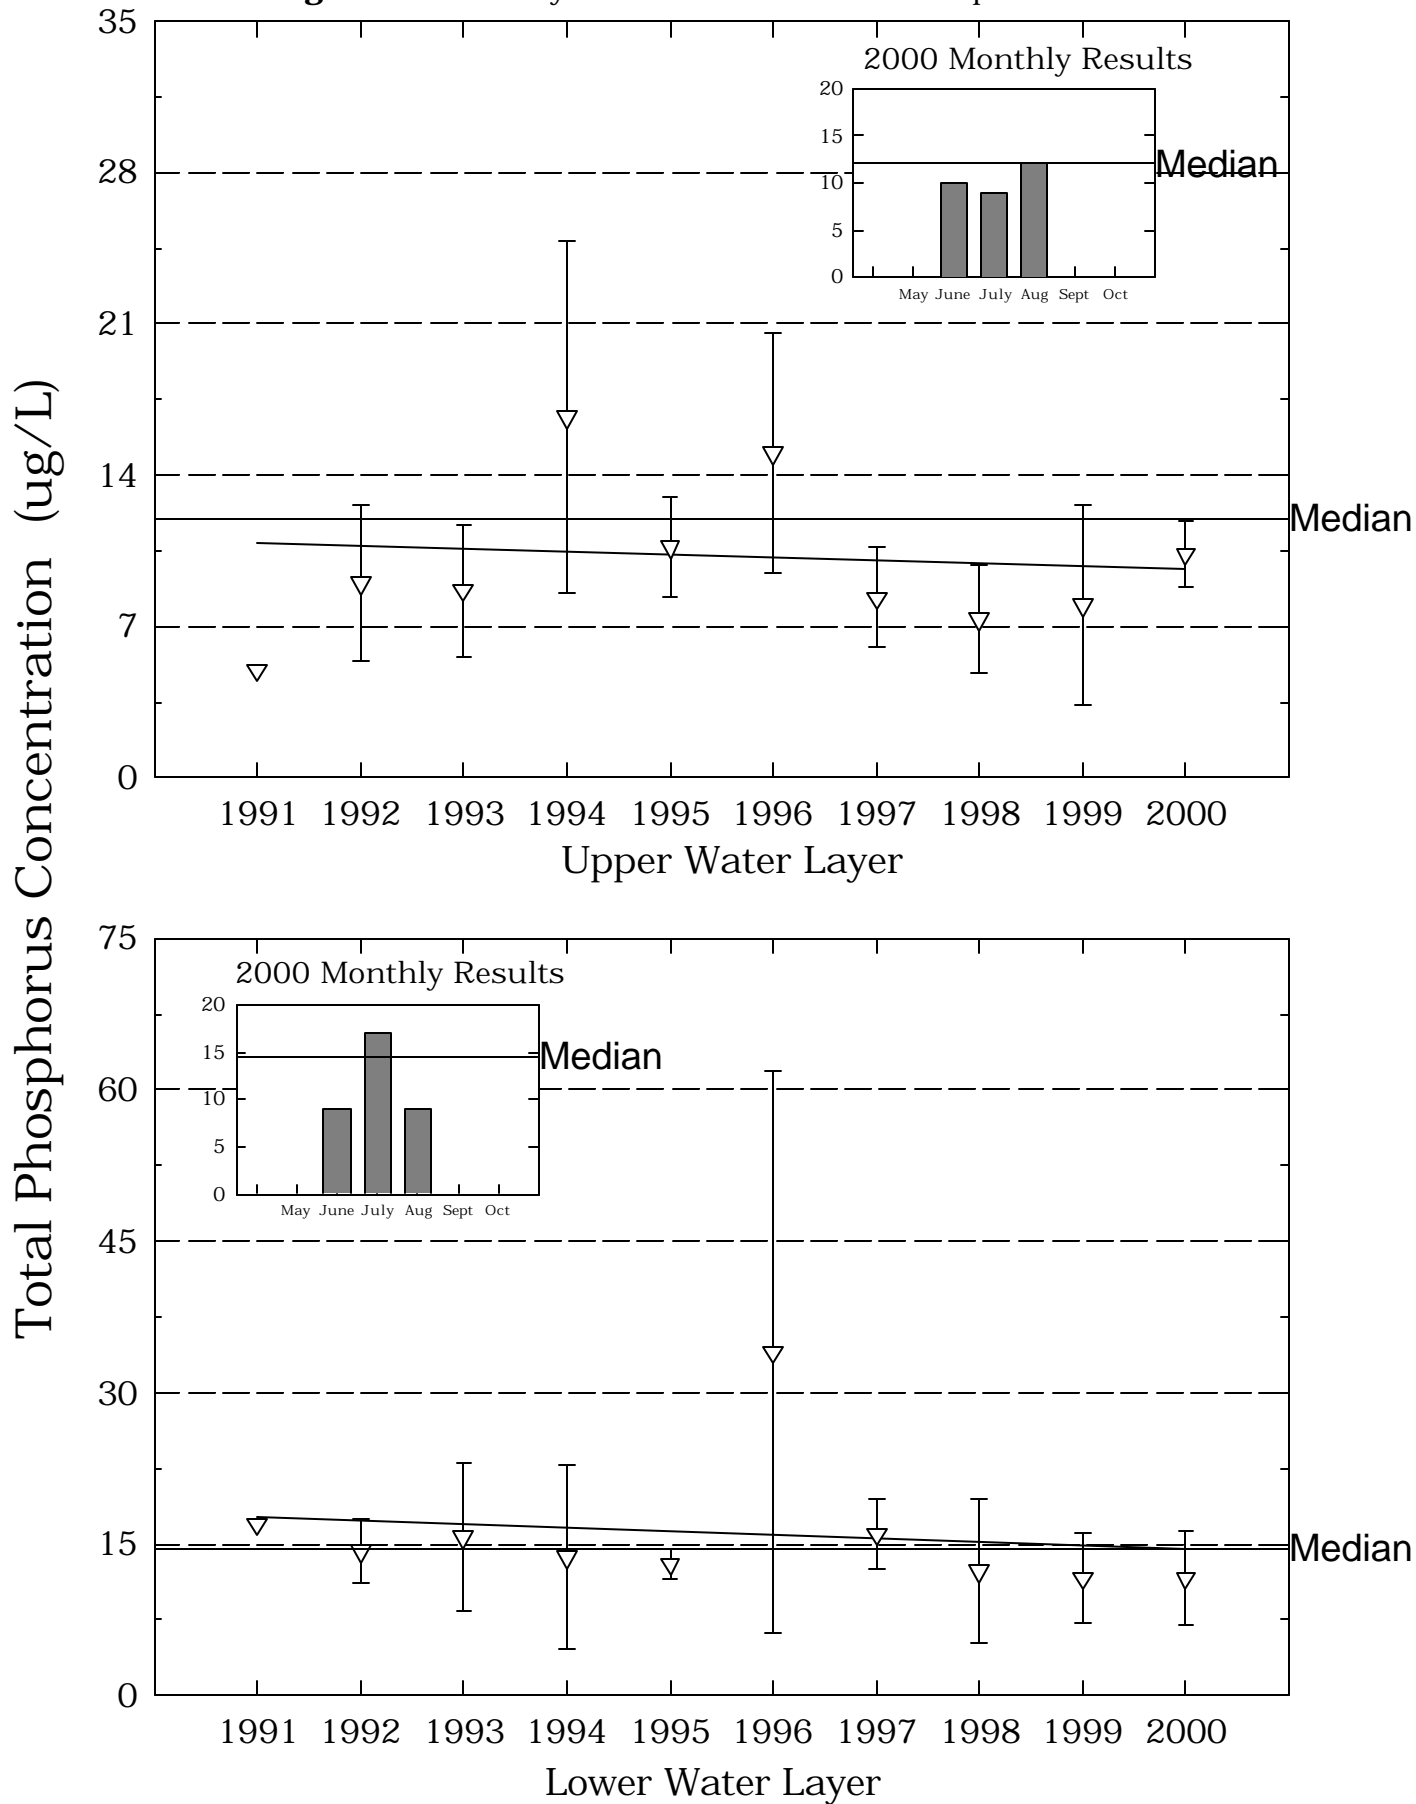 2000 Monthly Results
20
15
10
5
0
Median
May June July Aug Sept Oct
35
28
21
14
7
0
Median
1991 1992 1993 1994 1995 1996 1997 1998 1999 2000
Upper Water Layer
Total Phosphorus Concentration (ug/L)
75
60
45
30
15
0
2000 Monthly Results
20
15
10
5
0
Median
May June July Aug Sept Oct
Median
1991 1992 1993 1994 1995 1996 1997 1998 1999 2000
Lower Water Layer